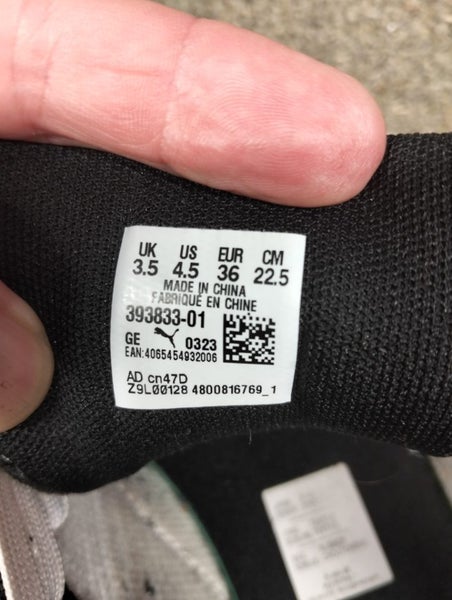 UK US EUR CM
3.5 4.5 36 22.5
MADE IN CHINA
FABRIQUÉ EN CHINE
393833-01
GE 0323
EAN:4065454932006
AD cn47D
Z9L00128 4800816769_1